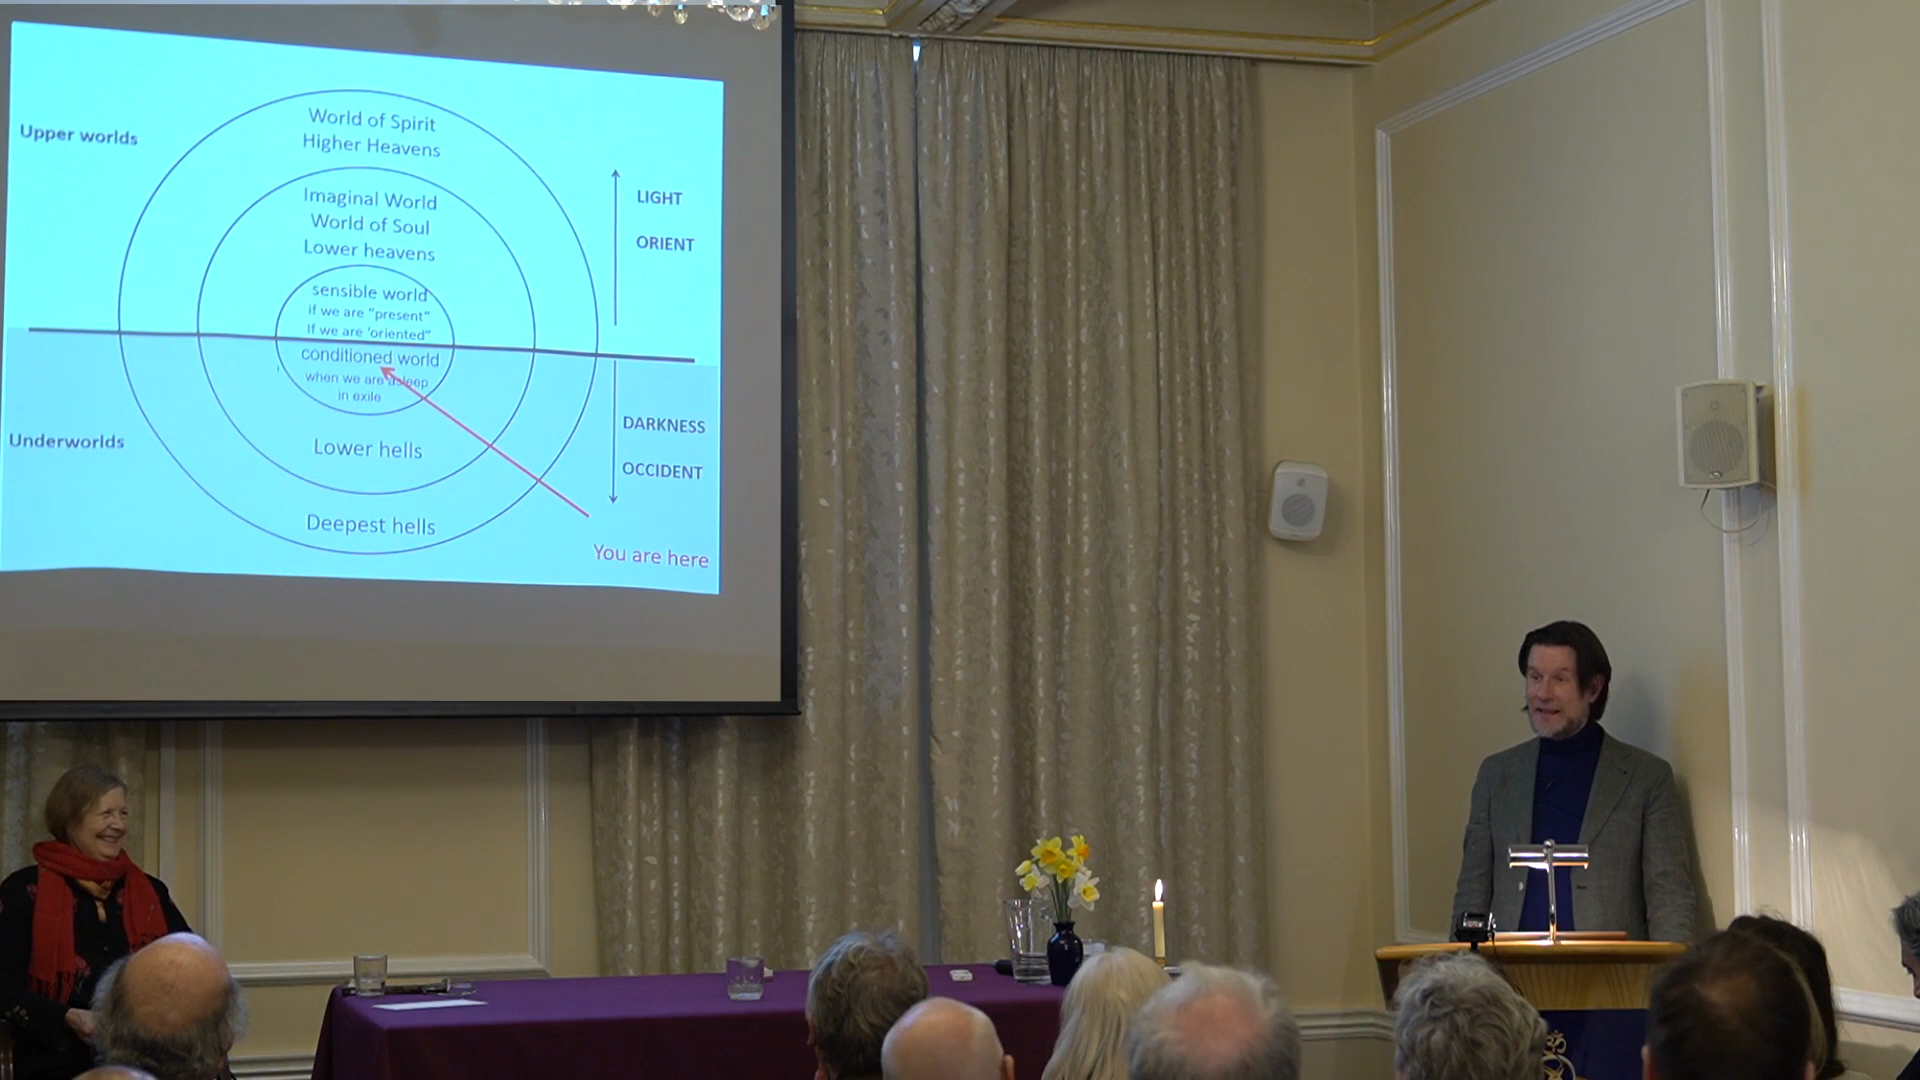 Upper worlds
World of Spirit
Higher Heavens
Imaginal World
World of Soul
Lower heavens
LIGHT
ORIENT
sensible world
if we are "present"
If we are 'oriented"
conditioned world
when we are asleep
in exile
Underworlds
Lower hells
DARKNESS
OCCIDENT
Deepest hells
You are here